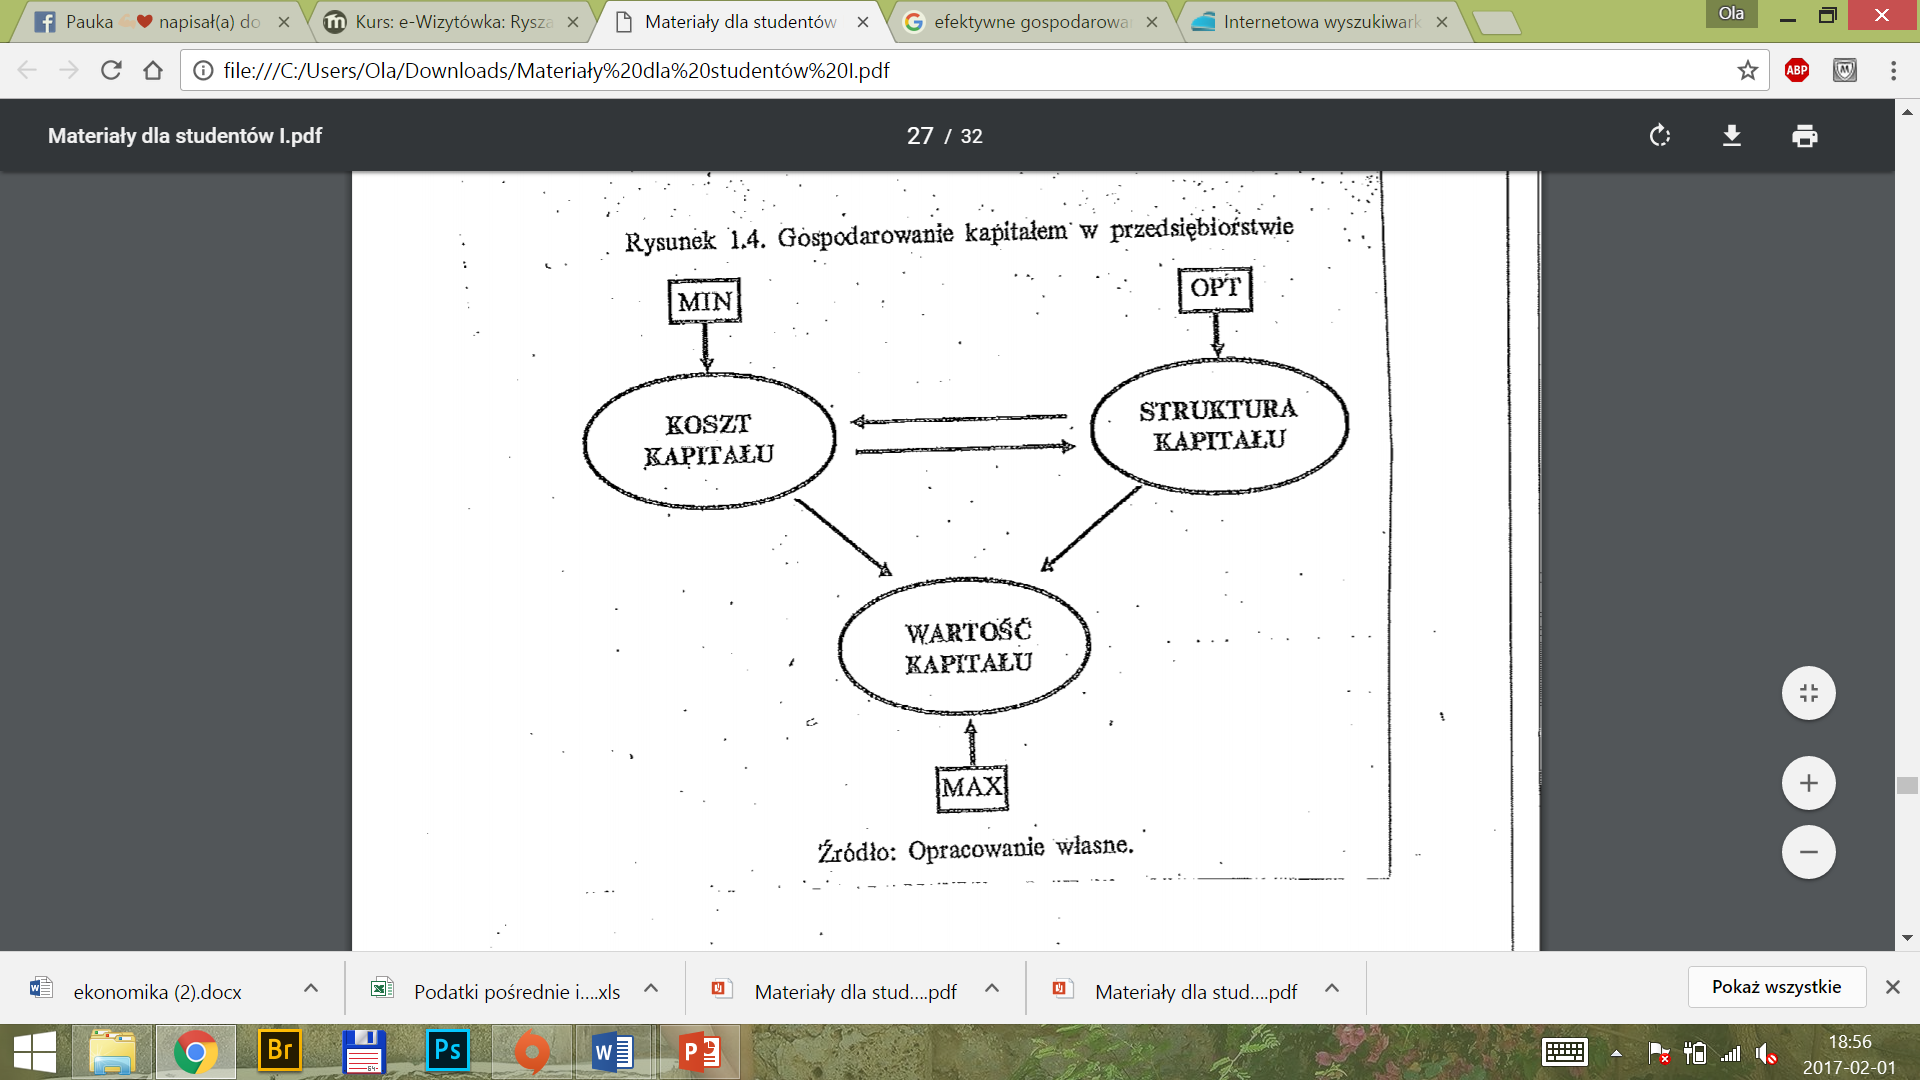 Pauka napisał(a) do
Kurs: e-Wizytówka: Rysza
Materiały dla studentów
efektywne gospodarowa
Internetowa wyszukiwark
Ola
file:///C:/Users/Ola/Downloads/Materiały%20dla%20studentów%20I.pdf
ABP
Materiały dla studentów I.pdf
27 / 32
Rysunek 1.4. Gospodarowanie kapitałem w przedsiębiorstwie
MIN
OPT
KOSZT
KAPITAŁU
STRUKTURA
KAPITAŁU
WARTOŚĆ
KAPITAŁU
MAX
Źródło: Opracowanie własne.
ekonomika (2).docx
Podatki pośrednie i....xls
Materiały dla stud....pdf
Materiały dla stud....pdf
Pokaż wszystkie
Br
Ps
18:56
2017-02-01